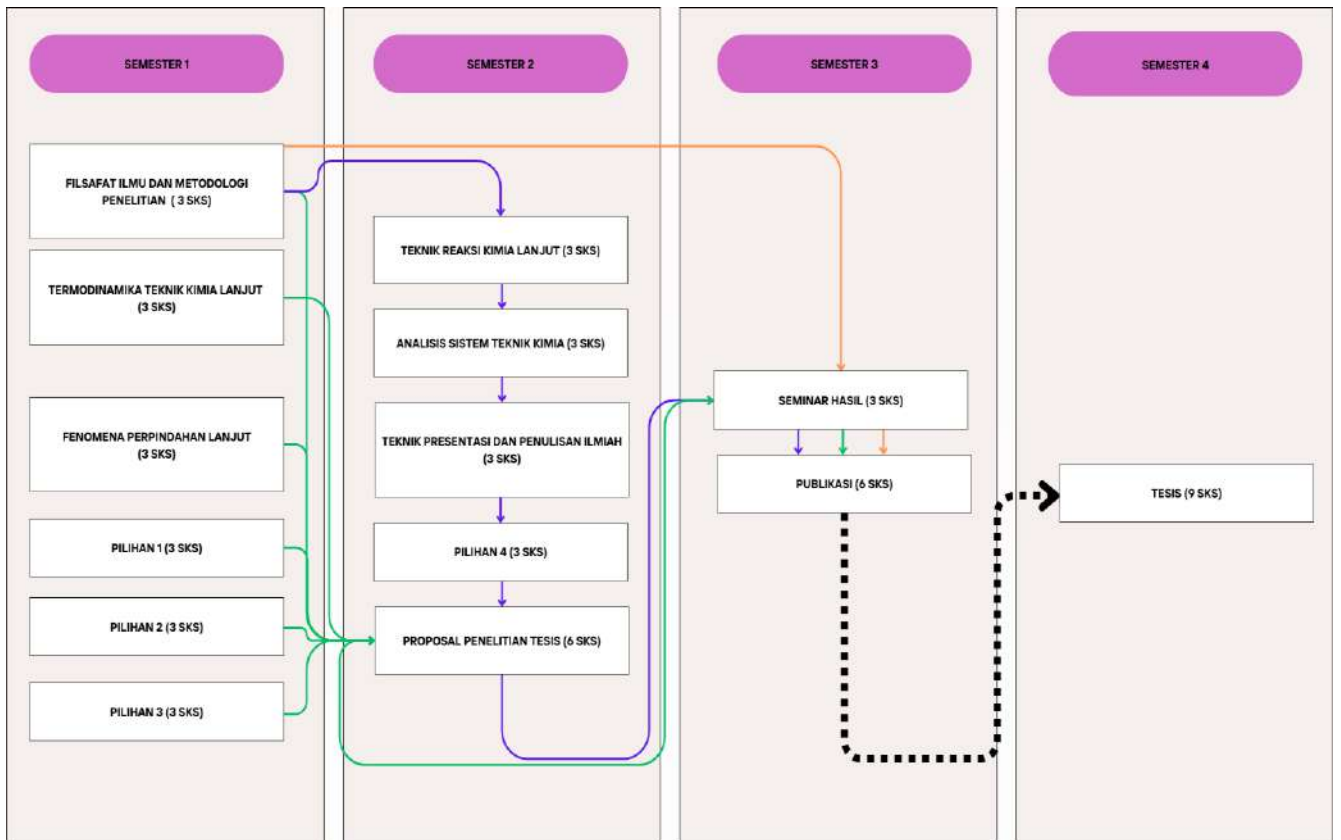 SEMESTER 1
FILSAFAT ILMU DAN METODOLOGI
PENELITIAN ( 3 SKS)
TERMODINAMIKA TEKNIK KIMIA LANJUT
(3 SKS)
FENOMENA PERPINDAHAN LANJUT
(3 SKS)
PILIHAN 1 (3 SKS)
PILIHAN 2 (3 SKS)
PILIHAN 3 (3 SKS)
SEMESTER 2
TEKNIK REAKSI KIMIA LANJUT (3 SKS)
ANALISIS SISTEM TEKNIK KIMIA (3 SKS)
TEKNIK PRESENTASI DAN PENULISAN ILMIAH
(3 SKS)
PILIHAN 4 (3 SKS)
PROPOSAL PENELITIAN TESIS (6 SKS)
SEMESTER 3
SEMINAR HASIL (3 SKS)
PUBLIKASI (6 SKS)
SEMESTER 4
TESIS (9 SKS)